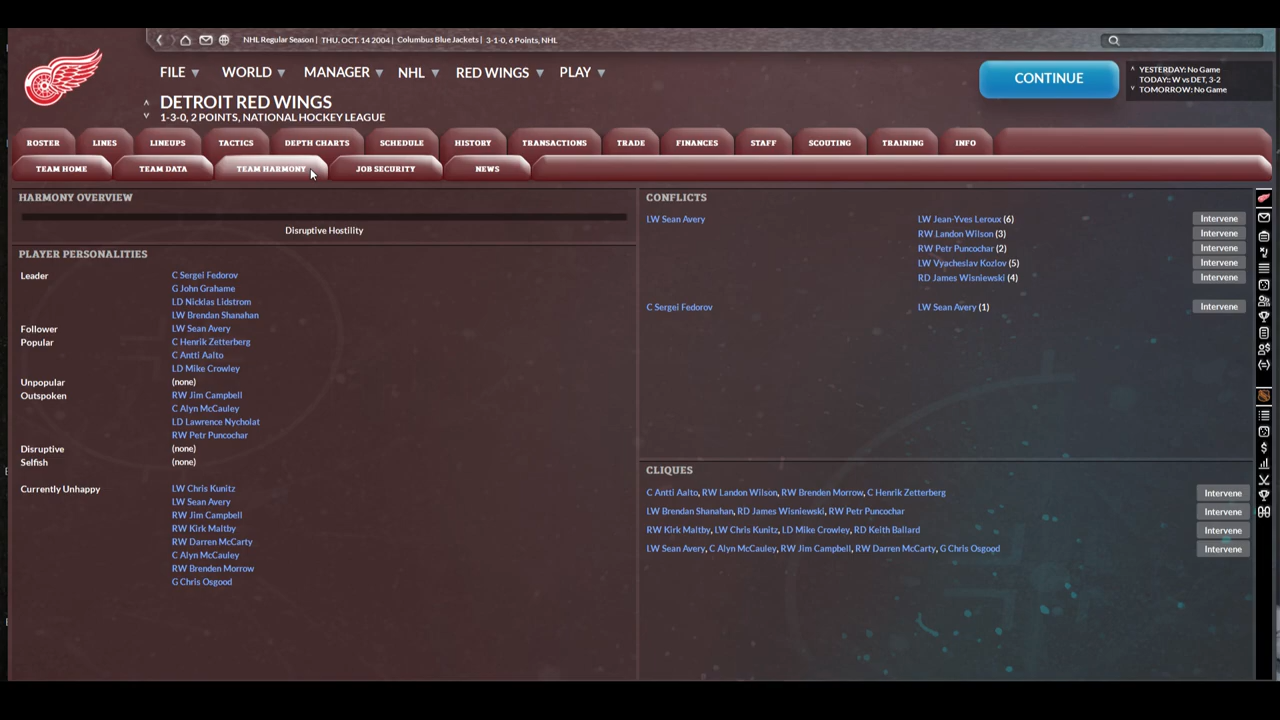 NHL Regular Season | THU. OCT. 14 2004 | Columbus Blue Jackets | 3-1-0, 6 Points, NHL
FILE WORLD MANAGER NHL RED WINGS PLAY
CONTINUE
YESTERDAY: No Game
TODAY: W vs DET, 3-2
TOMORROW: No Game
DETROIT RED WINGS
1-3-0, 2 POINTS, NATIONAL HOCKEY LEAGUE
ROSTER LINES LINEUPS TACTICS DEPTH CHARTS SCHEDULE HISTORY TRANSACTIONS TRADE FINANCES STAFF SCOUTING TRAINING INFO
TEAM HOME TEAM DATA TEAM HARMONY JOB SECURITY NEWS
HARMONY OVERVIEW
Disruptive Hostility
PLAYER PERSONALITIES
Leader C Sergei Fedorov
G John Grahame
LD Nicklas Lidstrom
LW Brendan Shanahan
Follower LW Sean Avery
Popular C Henrik Zetterberg
C Antti Aalto
LD Mike Crowley
Unpopular (none)
Outspoken RW Jim Campbell
C Alyn McCauley
LD Lawrence Nycholat
RW Petr Puncochar
Disruptive (none)
Selfish (none)
Currently Unhappy LW Chris Kunitz
LW Sean Avery
RW Jim Campbell
RW Kirk Maltby
RW Darren McCarty
C Alyn McCauley
RW Brenden Morrow
G Chris Osgood
CONFLICTS
LW Sean Avery LW Jean-Yves Leroux (6) Intervene
RW Landon Wilson (3) Intervene
RW Petr Puncochar (2) Intervene
LW Vyacheslav Kozlov (5) Intervene
RD James Wisniewski (4) Intervene
C Sergei Fedorov LW Sean Avery (1) Intervene
CLIQUES
C Antti Aalto, RW Landon Wilson, RW Brenden Morrow, C Henrik Zetterberg Intervene
LW Brendan Shanahan, RD James Wisniewski, RW Petr Puncochar Intervene
RW Kirk Maltby, LW Chris Kunitz, LD Mike Crowley, RD Keith Ballard Intervene
LW Sean Avery, C Alyn McCauley, RW Jim Campbell, RW Darren McCarty, G Chris Osgood Intervene